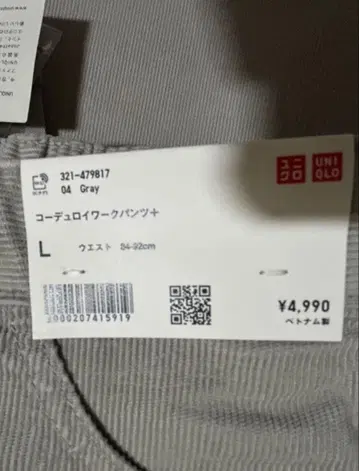 321-479817
04 Gray
ユニ
クロ
UNI
QLO
コーデュロイワークパンツ+
L
ウエスト 84-92cm
2000207415919
¥4,990
ベトナム製